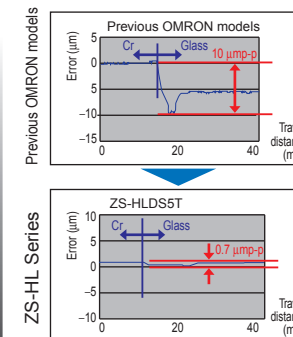 Previous OMRON models
Previous OMRON models
Error (μm)
5
0
−5
−10
−15
Cr
Glass
10 μmp-p
0
20
40
Tra
distan
(m
ZS-HL Series
ZS-HLDS5T
Error (μm)
10
5
0
−5
−10
Cr
Glass
0.7 μmp-p
0
20
40
Tra
distan
(m